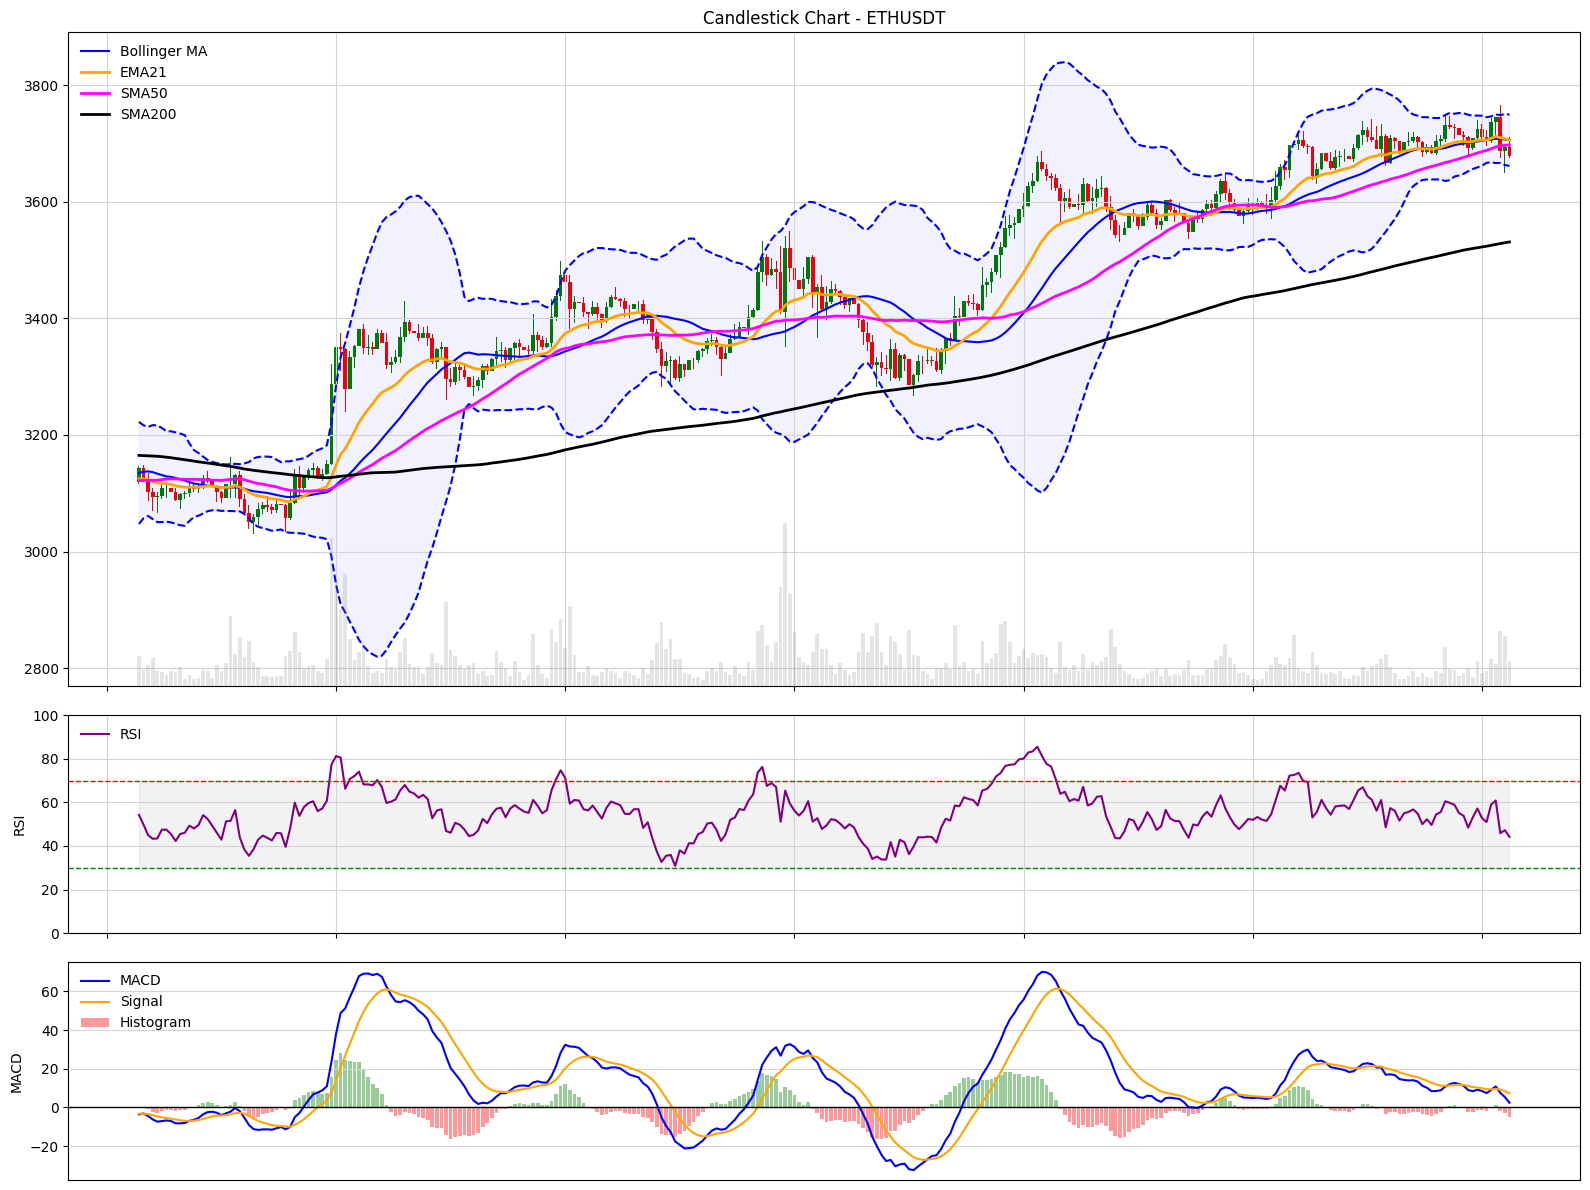 Candlestick Chart - ETHUSDT
Bollinger MA
EMA21
SMA50
SMA200
3800
3600
3400
3200
3000
2800
RSI
100
80
60
40
20
0
RSI
MACD
Signal
Histogram
60
40
20
0
−20
MACD